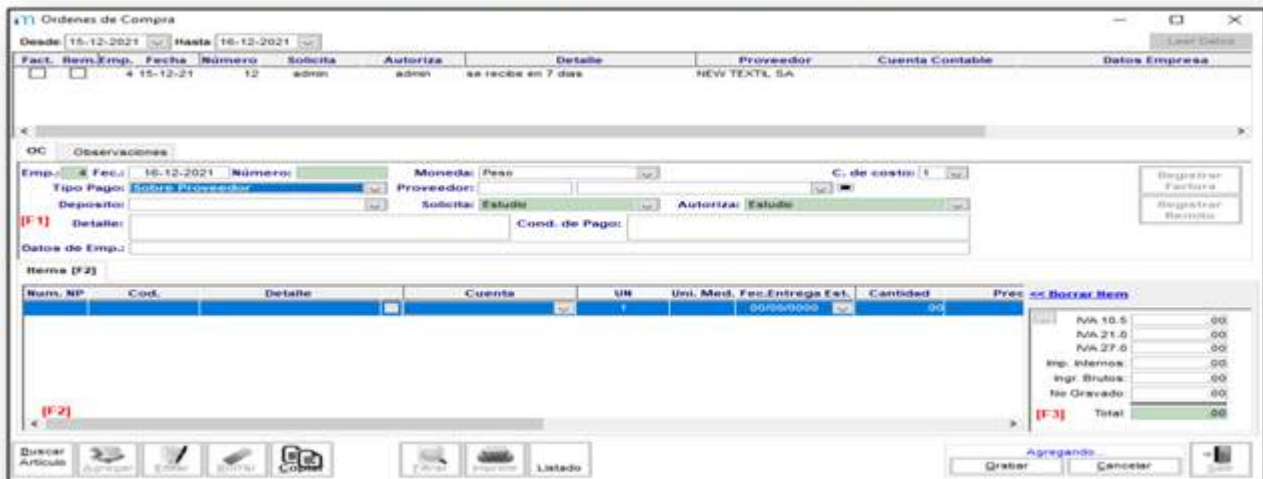 Ordenes de Compra
Desde 15-12-2021 Hasta 16-12-2021 Leer Datos
Fact. Rem. Emp. Fecha Número Solicita Autoriza Detalle Proveedor Cuenta Contable Datos Empresa
4 15-12-21 12 admin admin se recibe en 7 dias NEW TEXTIL SA
OC Observaciones
Emp.: 4 Fec.: 16-12-2021 Número: Moneda: Peso C. de costo: 1 Registrar Factura
Tipo Pago: Sobre Proveedor Proveedor:
Deposito: Solicita: Estudio Autoriza: Estudio Registrar Remito
[F1] Detalle: Cond. de Pago:
Datos de Emp.:
Items [F2]
Num. NP Cod. Detalle Cuenta UN Uni. Med. Fec.Entrega Est. Cantidad Prec << Borrar Item
1 00/00/0000 .00
IVA 10.5 .00
IVA 21.0 .00
IVA 27.0 .00
Imp. Internos .00
Ingr. Brutos .00
No Gravado .00
[F2] [F3] Total .00
Buscar Artículo Agregar Editar Borrar Copiar Filtrar Imprimir Listado Agregando...
Grabar Cancelar Salir